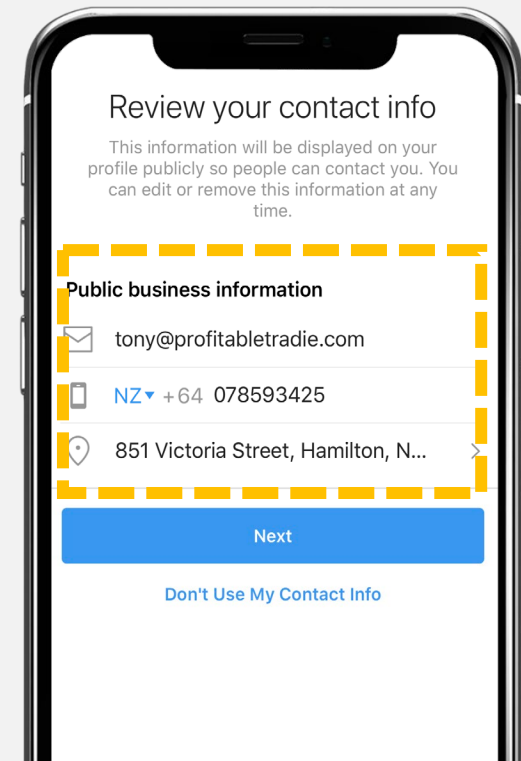 Review your contact info
This information will be displayed on your
profile publicly so people can contact you. You
can edit or remove this information at any
time.
Public business information
tony@profitabletradie.com
NZ▾ +64 078593425
851 Victoria Street, Hamilton, N...
Next
Don't Use My Contact Info